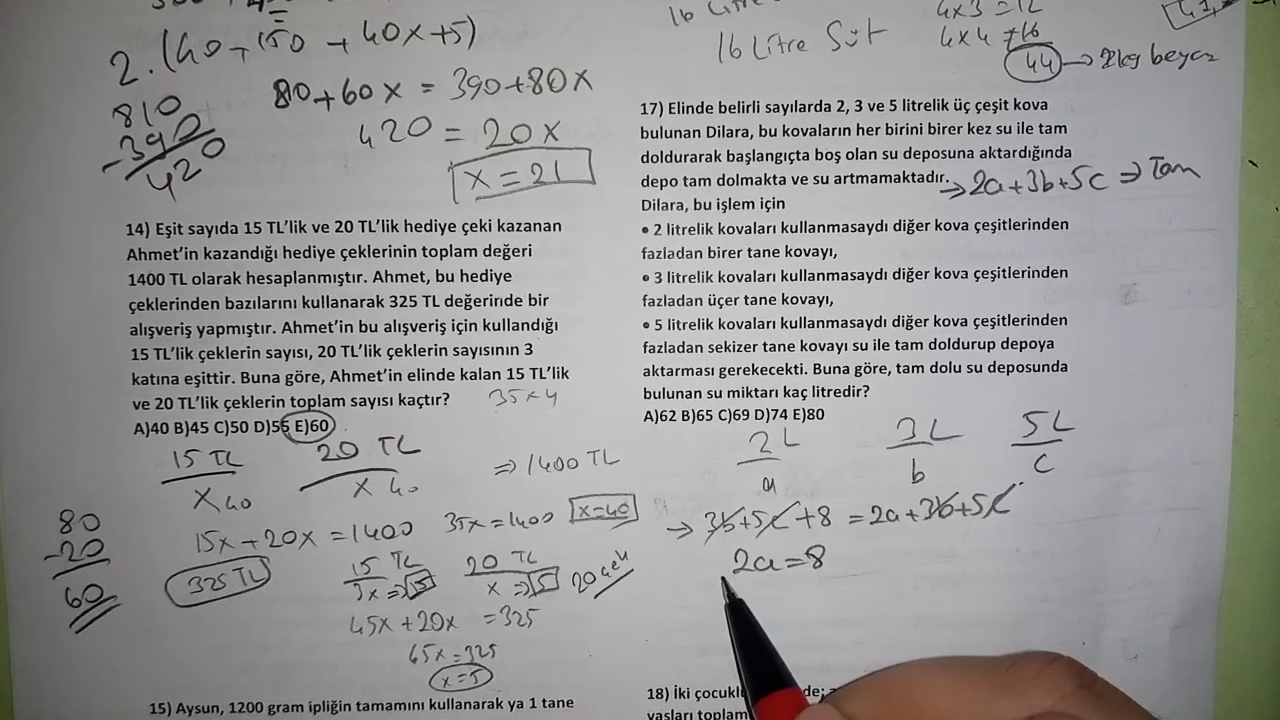 2.(40+150+40x+5)
810
-390
420
80+60x = 390+80x
420 = 20x
x = 21
14) Eşit sayıda 15 TL'lik ve 20 TL'lik hediye çeki kazanan
Ahmet'in kazandığı hediye çeklerinin toplam değeri
1400 TL olarak hesaplanmıştır. Ahmet, bu hediye
çeklerinden bazılarını kullanarak 325 TL değerinde bir
alışveriş yapmıştır. Ahmet'in bu alışveriş için kullandığı
15 TL'lik çeklerin sayısı, 20 TL'lik çeklerin sayısının 3
katına eşittir. Buna göre, Ahmet'in elinde kalan 15 TL'lik
ve 20 TL'lik çeklerin toplam sayısı kaçtır? 35x4
A)40 B)45 C)50 D)55 E)60
15 TL 20 TL ⇒ 1400 TL
x 40 x 40
15x+20x = 1400 35x=1400 x=40
80
-20
60
325 TL
15 TL 20 TL
3x ⇒ 15 x ⇒ 5 20 çek
45x+20x = 325
65x=325
x=5
15) Aysun, 1200 gram ipliğin tamamını kullanarak ya 1 tane
16 Litre
16 Litre Süt
4x3=12
4x4=16
44 → beyaz
17) Elinde belirli sayılarda 2, 3 ve 5 litrelik üç çeşit kova
bulunan Dilara, bu kovaların her birini birer kez su ile tam
doldurarak başlangıçta boş olan su deposuna aktardığında
depo tam dolmakta ve su artmamaktadır. → 2a+3b+5c ⇒ Tam
Dilara, bu işlem için
• 2 litrelik kovaları kullanmasaydı diğer kova çeşitlerinden
fazladan birer tane kovayı,
• 3 litrelik kovaları kullanmasaydı diğer kova çeşitlerinden
fazladan üçer tane kovayı,
• 5 litrelik kovaları kullanmasaydı diğer kova çeşitlerinden
fazladan sekizer tane kovayı su ile tam doldurup depoya
aktarması gerekecekti. Buna göre, tam dolu su deposunda
bulunan su miktarı kaç litredir?
A)62 B)65 C)69 D)74 E)80
2L 3L 5L
a b c
→ 3b+5c+8 = 2a+3b+5c
2a=8
18) İki çocuklu
yaşları toplam